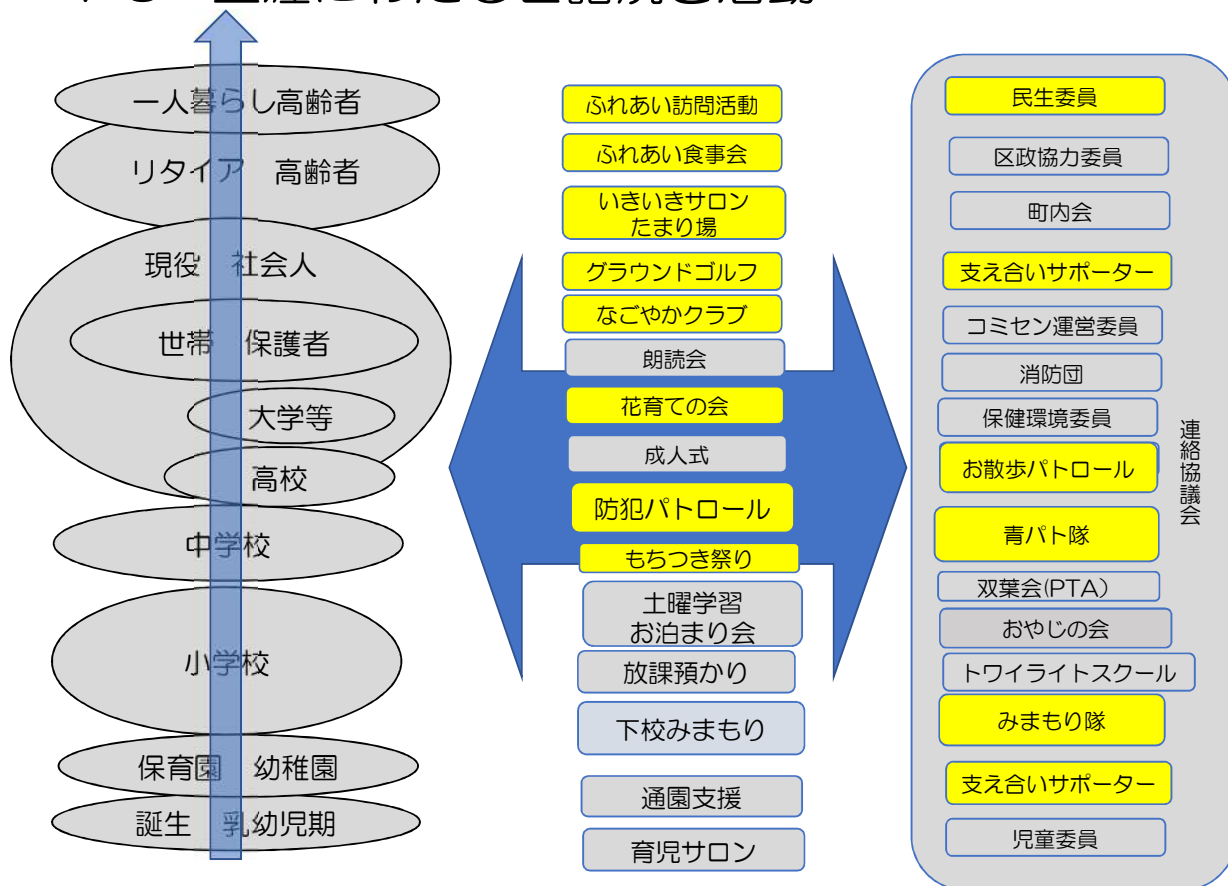 一人暮らし高齢者
リタイア 高齢者
現役 社会人
世帯 保護者
大学等
高校
中学校
小学校
保育園 幼稚園
誕生 乳幼児期
ふれあい訪問活動
ふれあい食事会
いきいきサロン
たまり場
グラウンドゴルフ
なごやかクラブ
朗読会
花育ての会
成人式
防犯パトロール
もちつき祭り
土曜学習
お泊まり会
放課預かり
下校みまもり
通園支援
育児サロン
民生委員
区政協力委員
町内会
支え合いサポーター
コミセン運営委員
消防団
保健環境委員
お散歩パトロール
青パト隊
双葉会(PTA)
おやじの会
トワイライトスクール
みまもり隊
支え合いサポーター
児童委員
連絡協議会